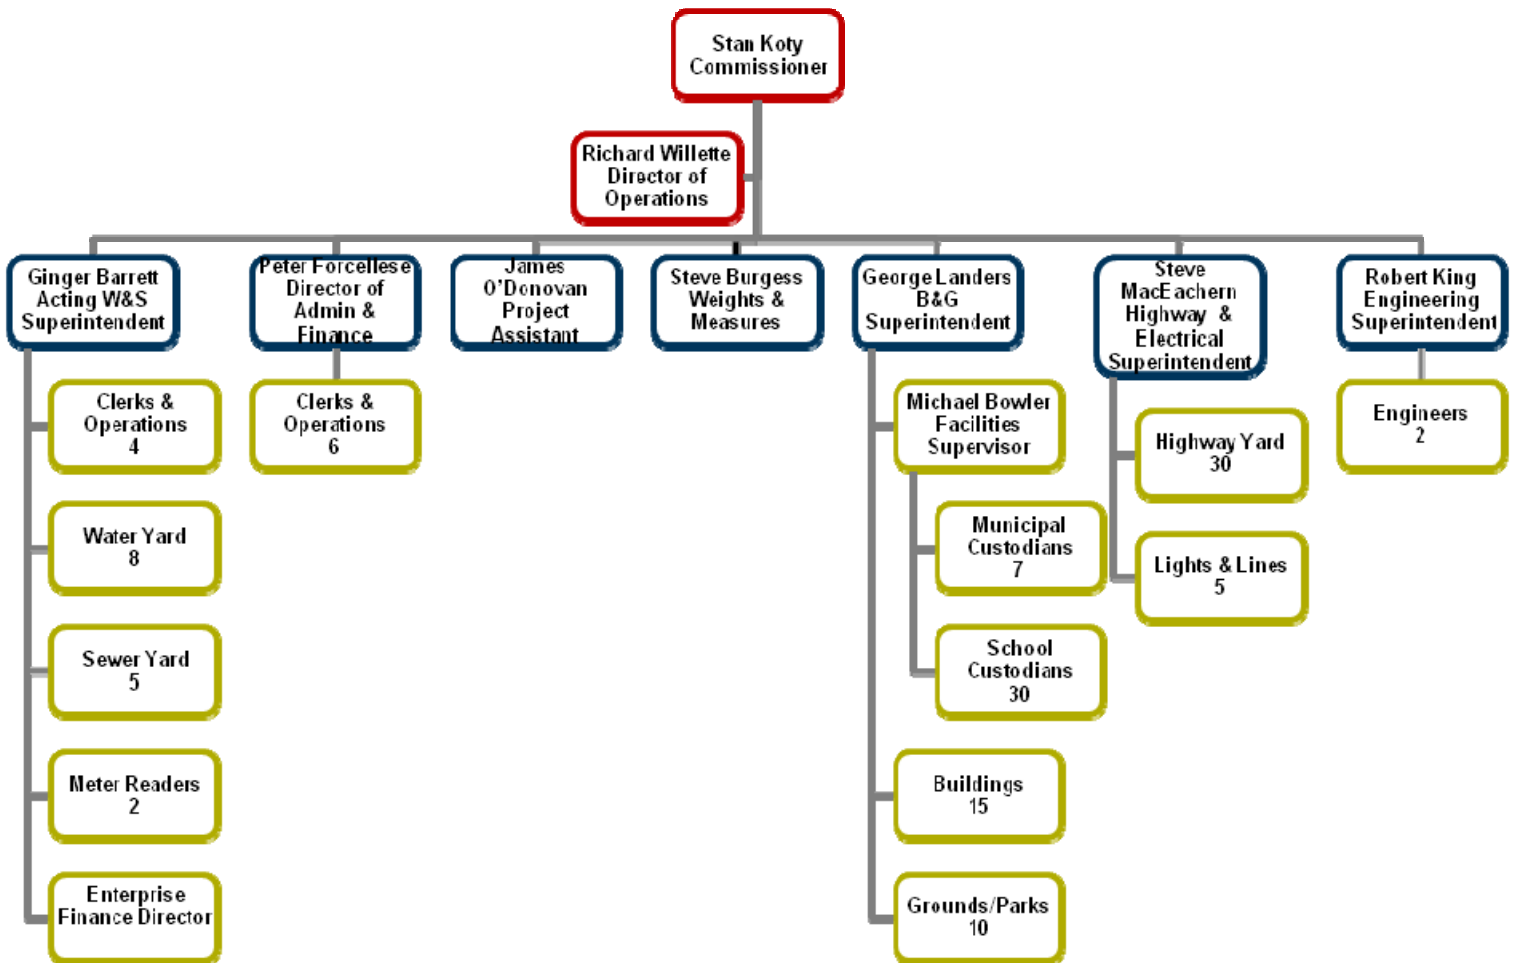 Stan Koty
Commissioner
Richard Willette
Director of
Operations
Ginger Barrett
Acting W&S
Superintendent
Peter Forcellese
Director of
Admin &
Finance
James
O'Donovan
Project
Assistant
Steve Burgess
Weights &
Measures
George Landers
B&G
Superintendent
Steve
MacEachern
Highway &
Electrical
Superintendent
Robert King
Engineering
Superintendent
Clerks &
Operations
4
Water Yard
8
Sewer Yard
5
Meter Readers
2
Enterprise
Finance Director
Clerks &
Operations
6
Michael Bowler
Facilities
Supervisor
Municipal
Custodians
7
School
Custodians
30
Buildings
15
Grounds/Parks
10
Highway Yard
30
Lights & Lines
5
Engineers
2